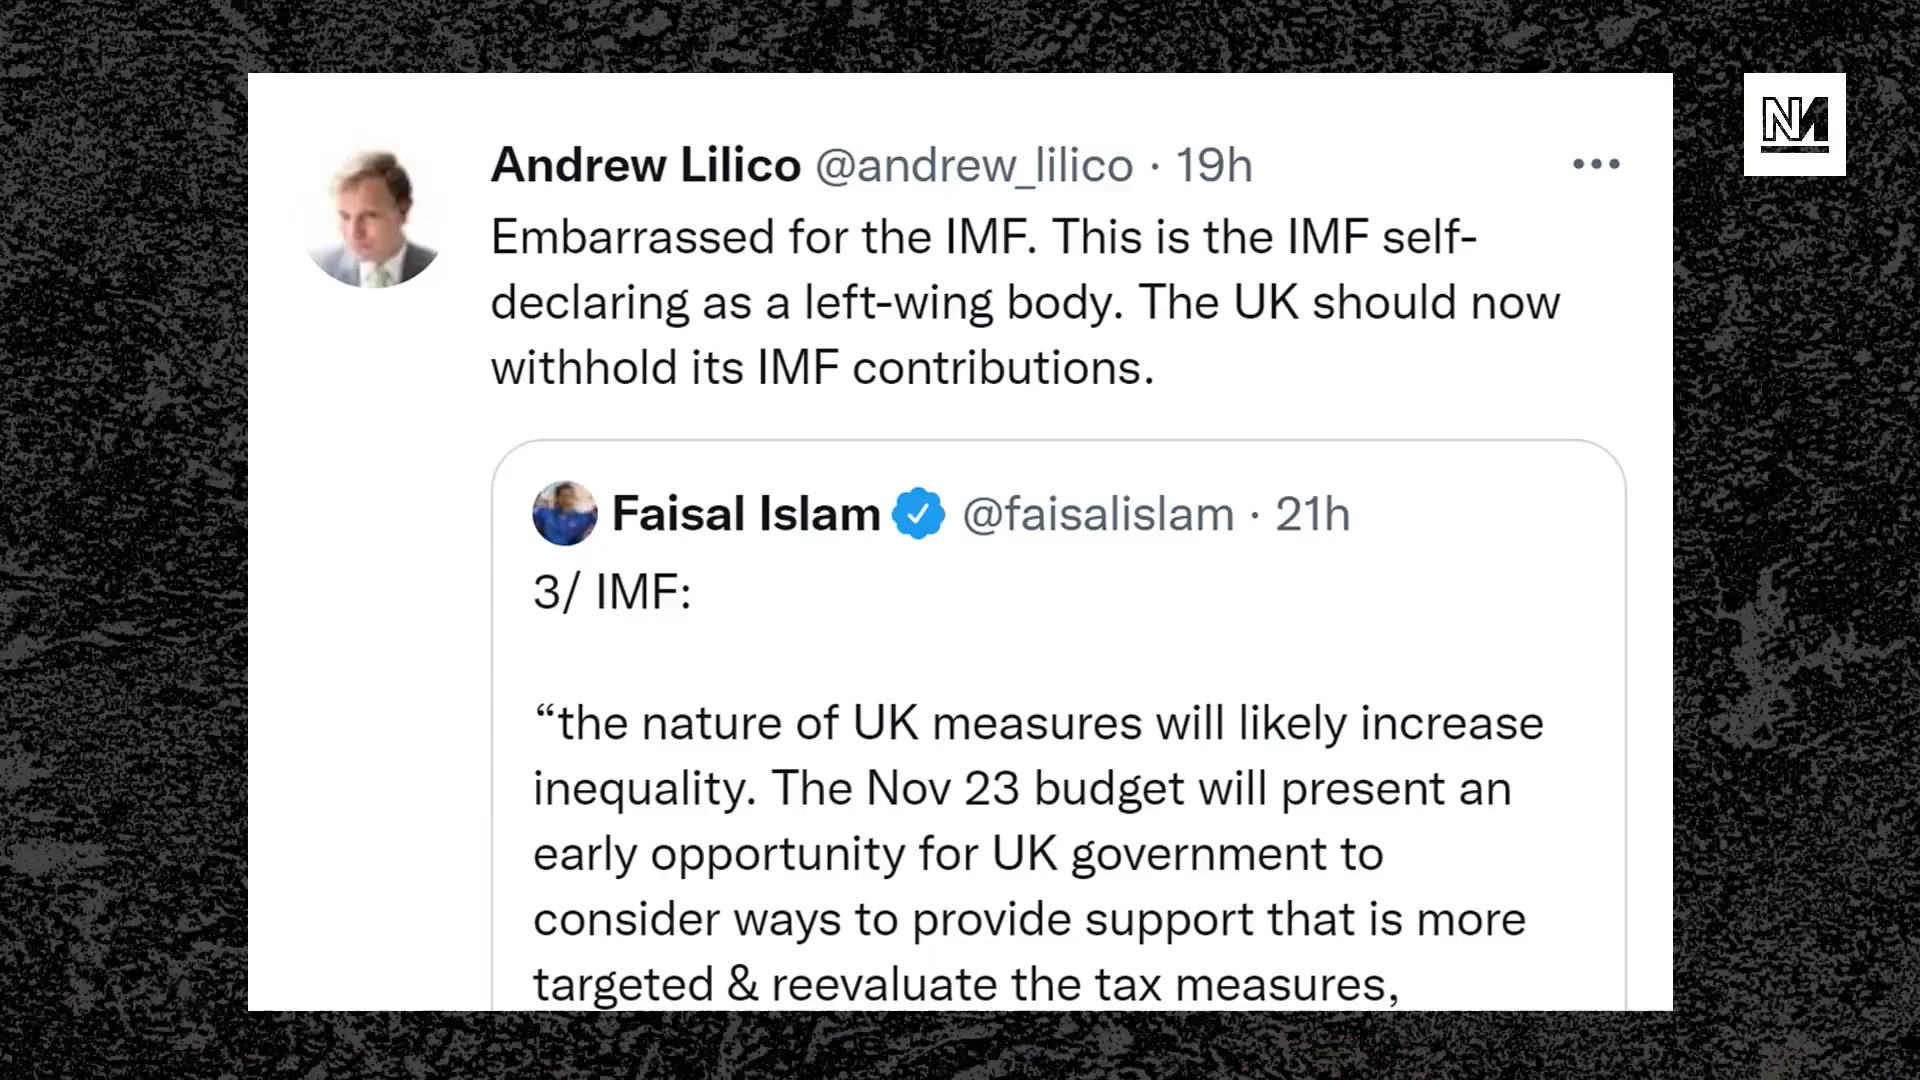 Andrew Lilico @andrew_lilico · 19h
Embarrassed for the IMF. This is the IMF self-
declaring as a left-wing body. The UK should now
withhold its IMF contributions.
Faisal Islam @faisalislam · 21h
3/ IMF:
“the nature of UK measures will likely increase
inequality. The Nov 23 budget will present an
early opportunity for UK government to
consider ways to provide support that is more
targeted & reevaluate the tax measures,
NM